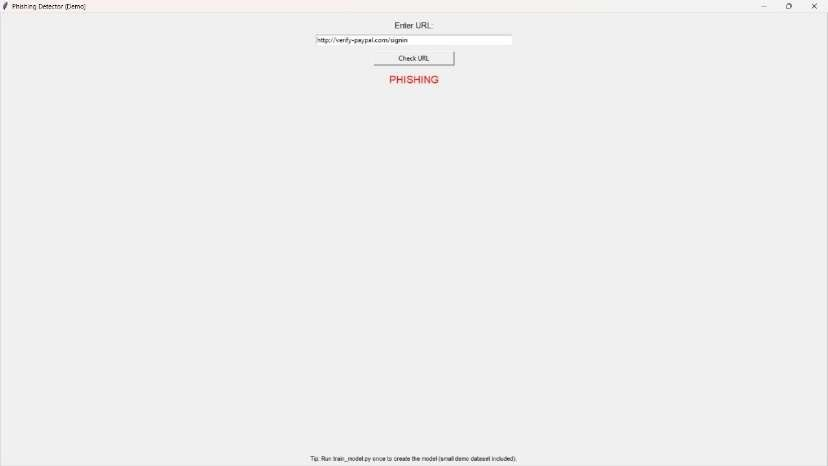 Phishing Detector (Demo)
Enter URL:
http://verify-paypal.com/signin
Check URL
PHISHING
Tip: Run train_model.py once to create the model (small demo dataset included).